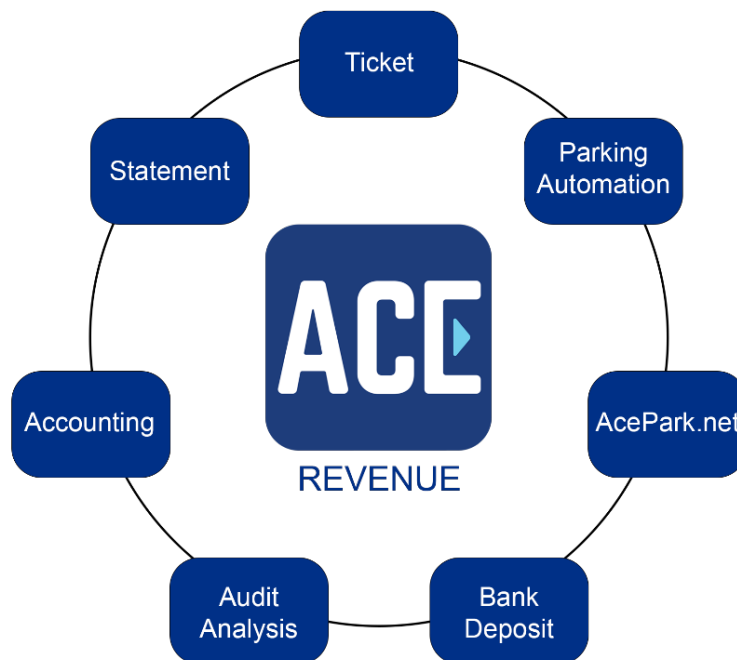 Ticket
Parking
Automation
AcePark.net
Bank
Deposit
Audit
Analysis
Accounting
Statement
ACE
REVENUE